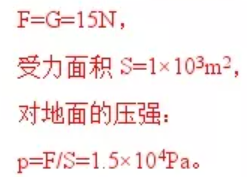 F=G=15N，
受力面积 S=1×10³m²，
对地面的压强：
p=F/S=1.5×10⁴Pa。